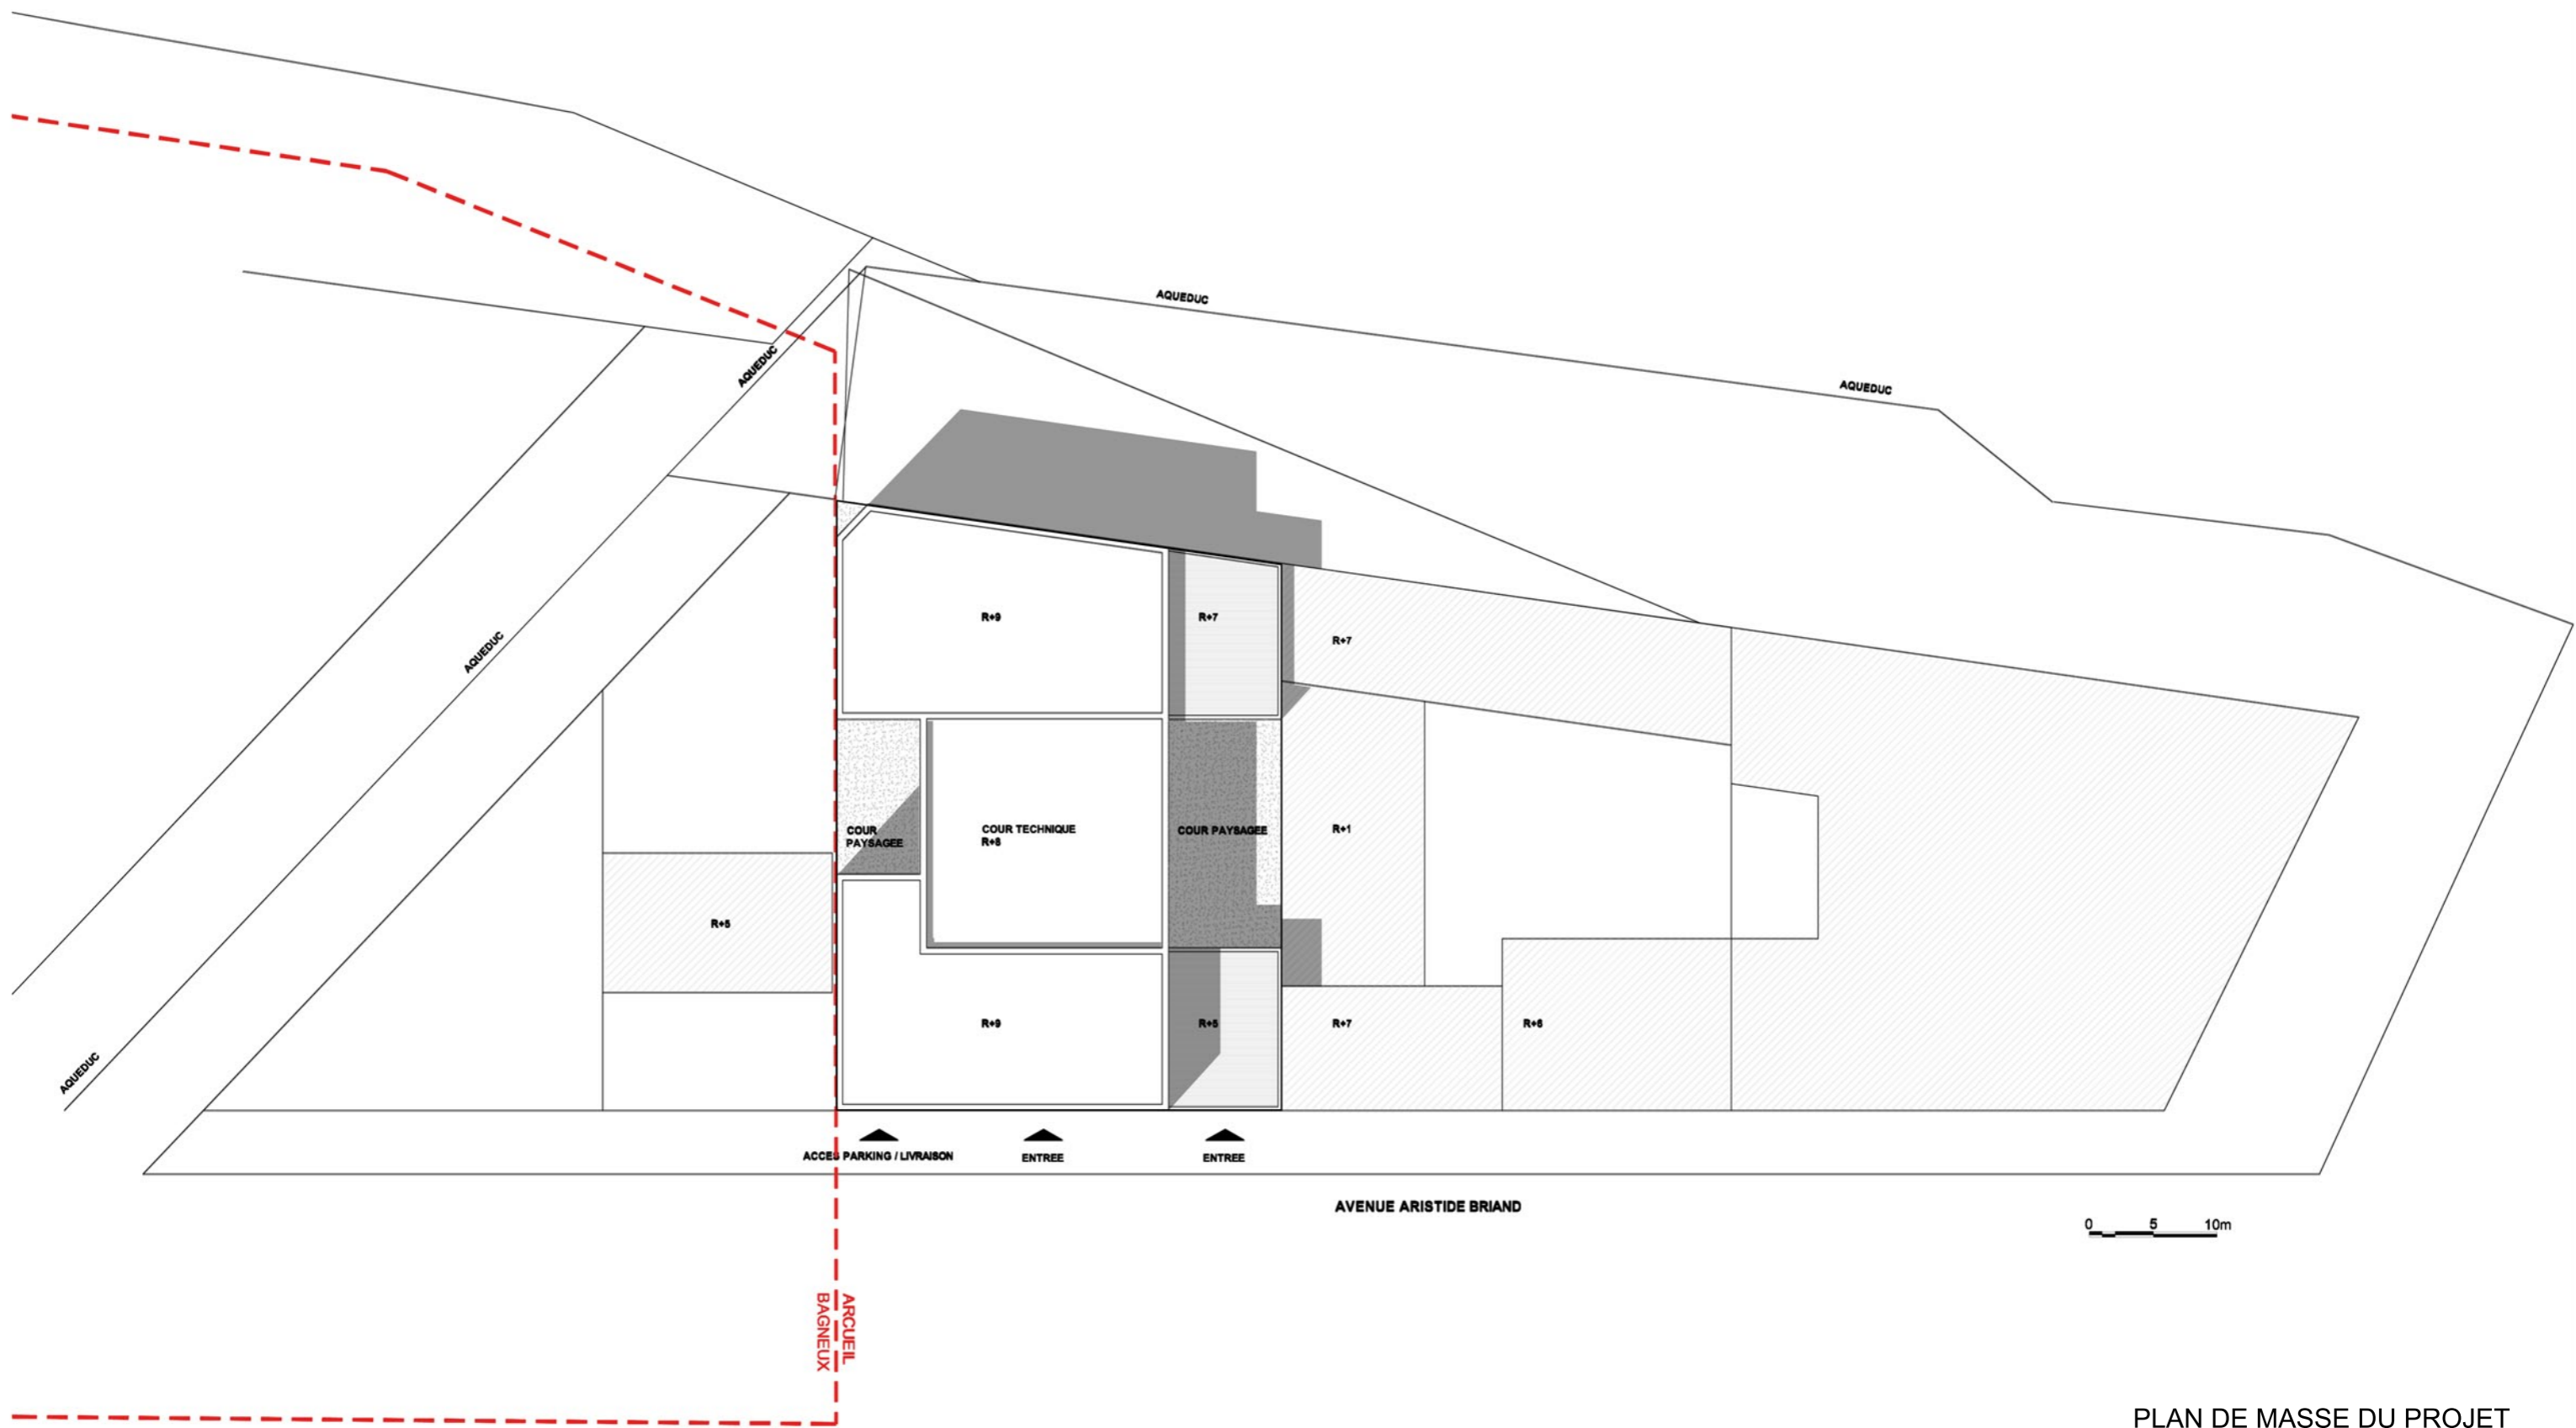 AQUEDUC
AQUEDUC
AQUEDUC
AQUEDUC
AQUEDUC
R+9
R+7
R+7
COUR
PAYSAGEE
COUR TECHNIQUE
R+8
COUR PAYSAGEE
R+1
R+5
R+9
R+5
R+7
R+6
ACCES PARKING / LIVRAISON
ENTREE
ENTREE
AVENUE ARISTIDE BRIAND
0 5 10m
ARCUEIL
BAGNEUX
PLAN DE MASSE DU PROJET